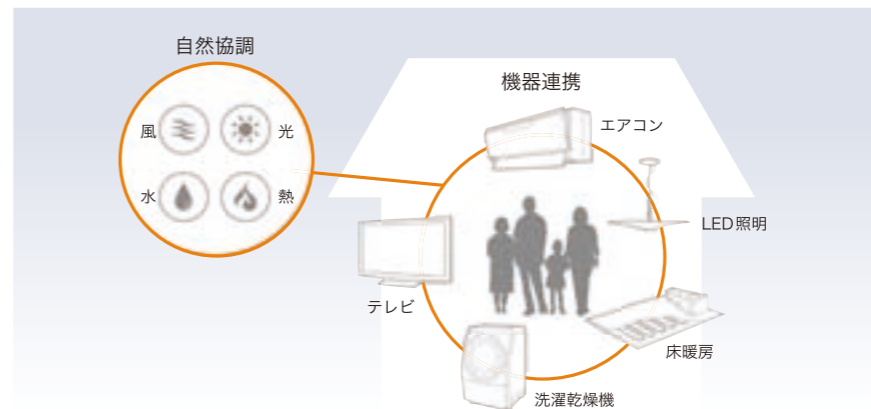 自然協調
風
光
水
熱
機器連携
エアコン
LED照明
テレビ
床暖房
洗濯乾燥機